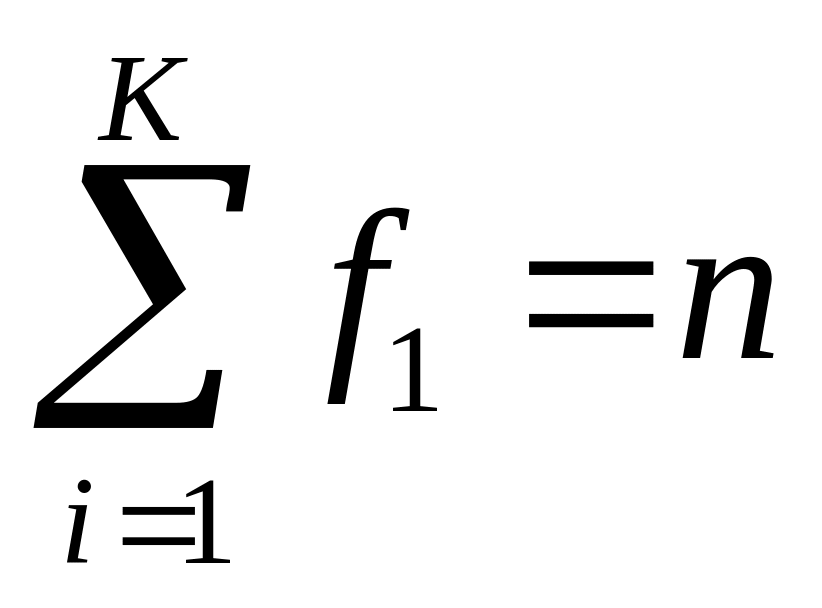 K
∑ f₁ = n
i=1